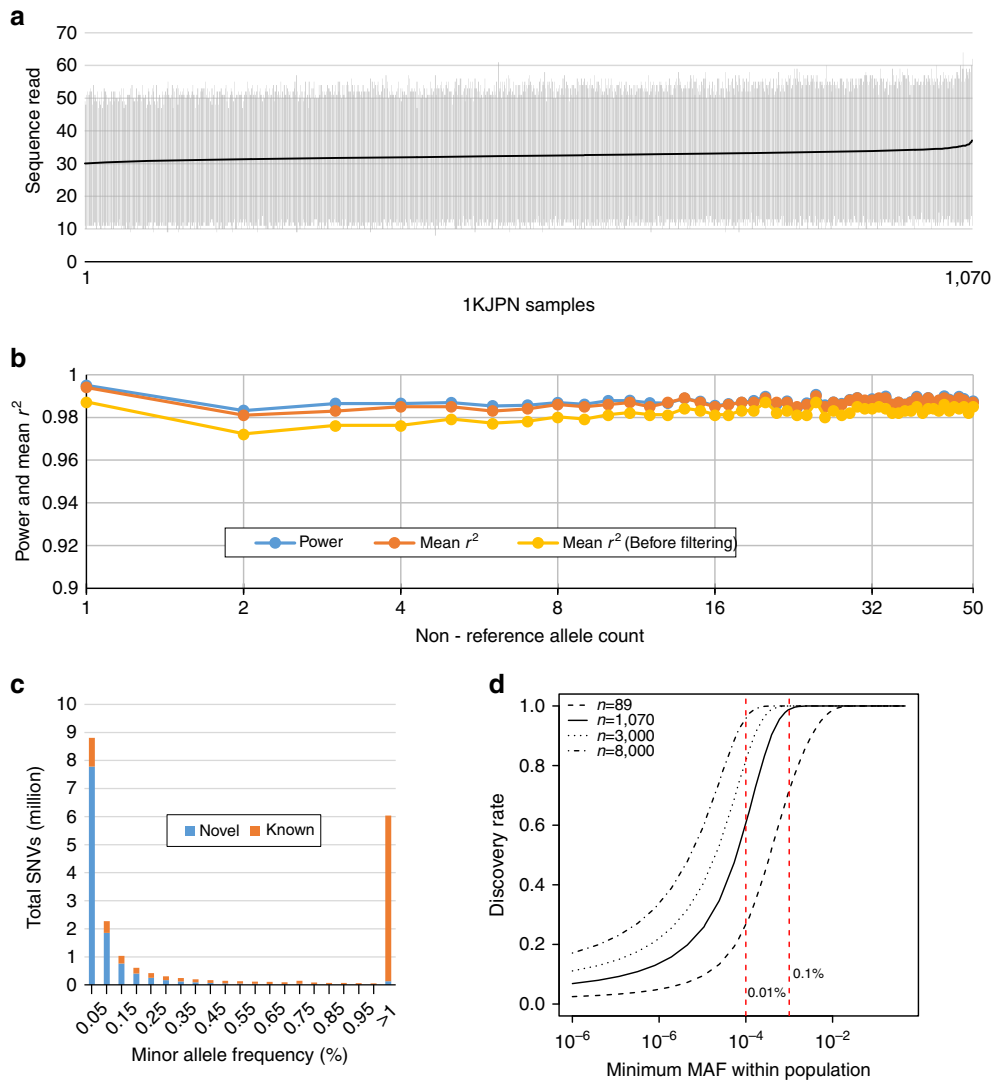 a
70
60
50
40
30
20
10
0
Sequence read
1
1,070
1KJPN samples
b
1
0.98
0.96
0.94
0.92
0.9
Power and mean r²
Power
Mean r²
Mean r² (Before filtering)
1
2
4
8
16
32
50
Non - reference allele count
c
10
9
8
7
6
5
4
3
2
1
0
Total SNVs (million)
Novel
Known
0.05
0.15
0.25
0.35
0.45
0.55
0.65
0.75
0.85
0.95
>1
Minor allele frequency (%)
d
n=89
n=1,070
n=3,000
n=8,000
1.0
0.8
0.6
0.4
0.2
0.0
Discovery rate
0.01%
0.1%
10⁻⁶
10⁻⁶
10⁻⁴
10⁻²
Minimum MAF within population